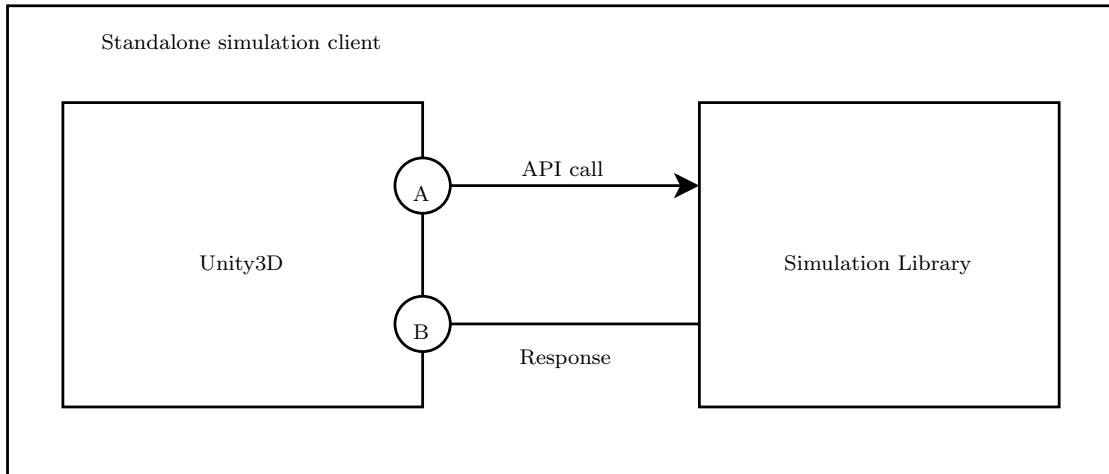 Standalone simulation client
API call
A
Unity3D
Simulation Library
B
Response